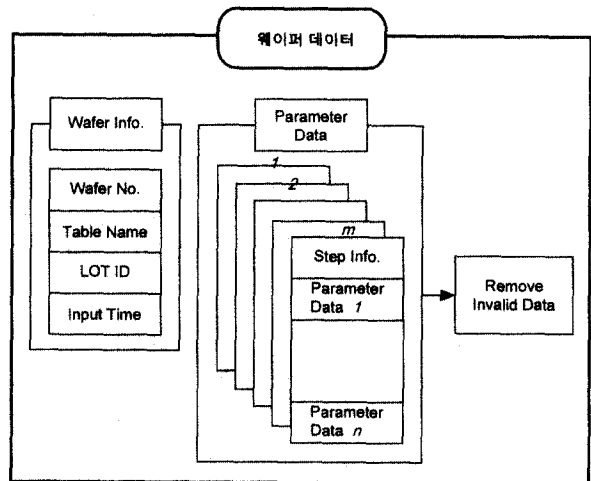 웨이퍼 데이터
Wafer Info.
Wafer No.
Table Name
LOT ID
Input Time
Parameter
Data
1
2
m
Step Info.
Parameter
Data 1
Parameter
Data n
Remove
Invalid Data